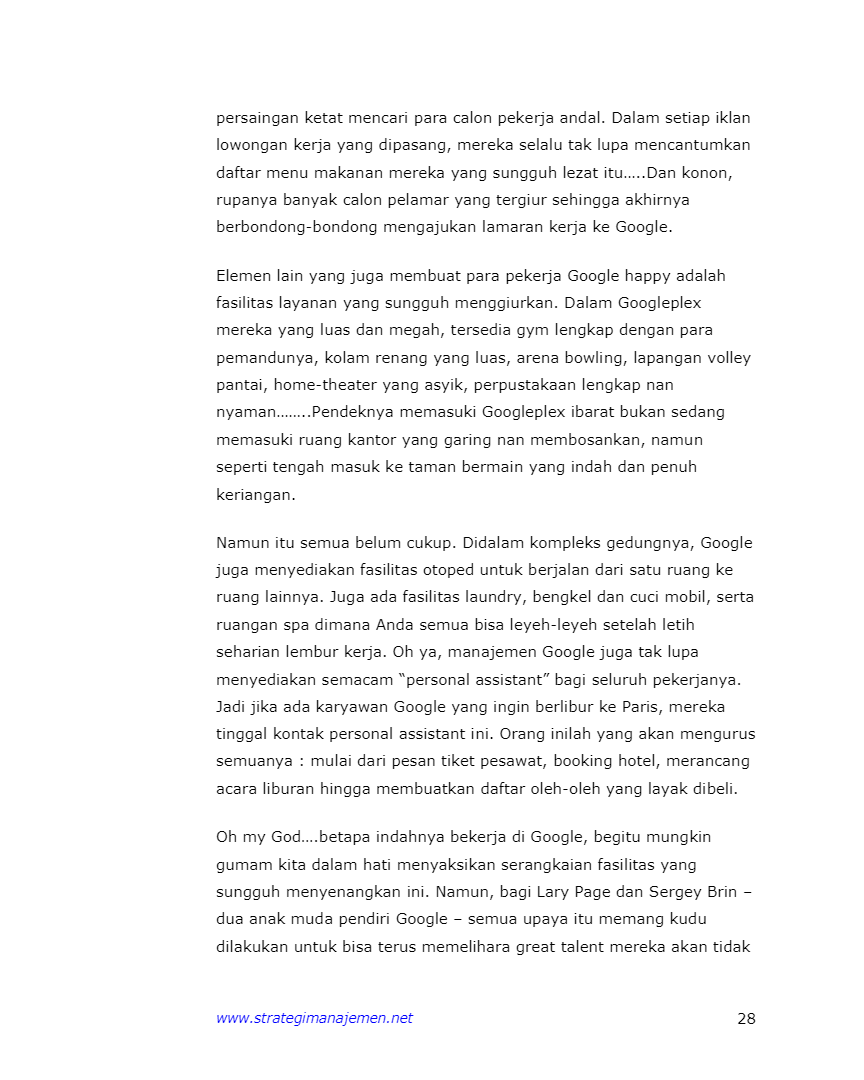 persaingan ketat mencari para calon pekerja andal. Dalam setiap iklan
lowongan kerja yang dipasang, mereka selalu tak lupa mencantumkan
daftar menu makanan mereka yang sungguh lezat itu…..Dan konon,
rupanya banyak calon pelamar yang tergiur sehingga akhirnya
berbondong-bondong mengajukan lamaran kerja ke Google.
Elemen lain yang juga membuat para pekerja Google happy adalah
fasilitas layanan yang sungguh menggiurkan. Dalam Googleplex
mereka yang luas dan megah, tersedia gym lengkap dengan para
pemandunya, kolam renang yang luas, arena bowling, lapangan volley
pantai, home-theater yang asyik, perpustakaan lengkap nan
nyaman……..Pendeknya memasuki Googleplex ibarat bukan sedang
memasuki ruang kantor yang garing nan membosankan, namun
seperti tengah masuk ke taman bermain yang indah dan penuh
keriangan.
Namun itu semua belum cukup. Didalam kompleks gedungnya, Google
juga menyediakan fasilitas otoped untuk berjalan dari satu ruang ke
ruang lainnya. Juga ada fasilitas laundry, bengkel dan cuci mobil, serta
ruangan spa dimana Anda semua bisa leyeh-leyeh setelah letih
seharian lembur kerja. Oh ya, manajemen Google juga tak lupa
menyediakan semacam “personal assistant” bagi seluruh pekerjanya.
Jadi jika ada karyawan Google yang ingin berlibur ke Paris, mereka
tinggal kontak personal assistant ini. Orang inilah yang akan mengurus
semuanya : mulai dari pesan tiket pesawat, booking hotel, merancang
acara liburan hingga membuatkan daftar oleh-oleh yang layak dibeli.
Oh my God….betapa indahnya bekerja di Google, begitu mungkin
gumam kita dalam hati menyaksikan serangkaian fasilitas yang
sungguh menyenangkan ini. Namun, bagi Lary Page dan Sergey Brin –
dua anak muda pendiri Google – semua upaya itu memang kudu
dilakukan untuk bisa terus memelihara great talent mereka akan tidak
www.strategimanajemen.net 28